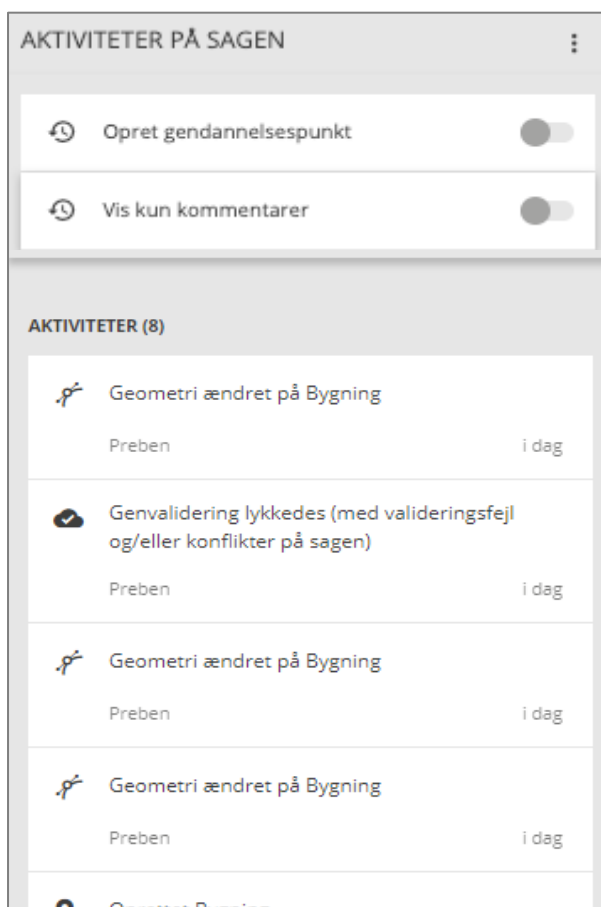 AKTIVITETER PÅ SAGEN
Opret gendannelsespunkt
Vis kun kommentarer
AKTIVITETER (8)
Geometri ændret på Bygning
Preben i dag
Genvalidering lykkedes (med valideringsfejl
og/eller konflikter på sagen)
Preben i dag
Geometri ændret på Bygning
Preben i dag
Geometri ændret på Bygning
Preben i dag